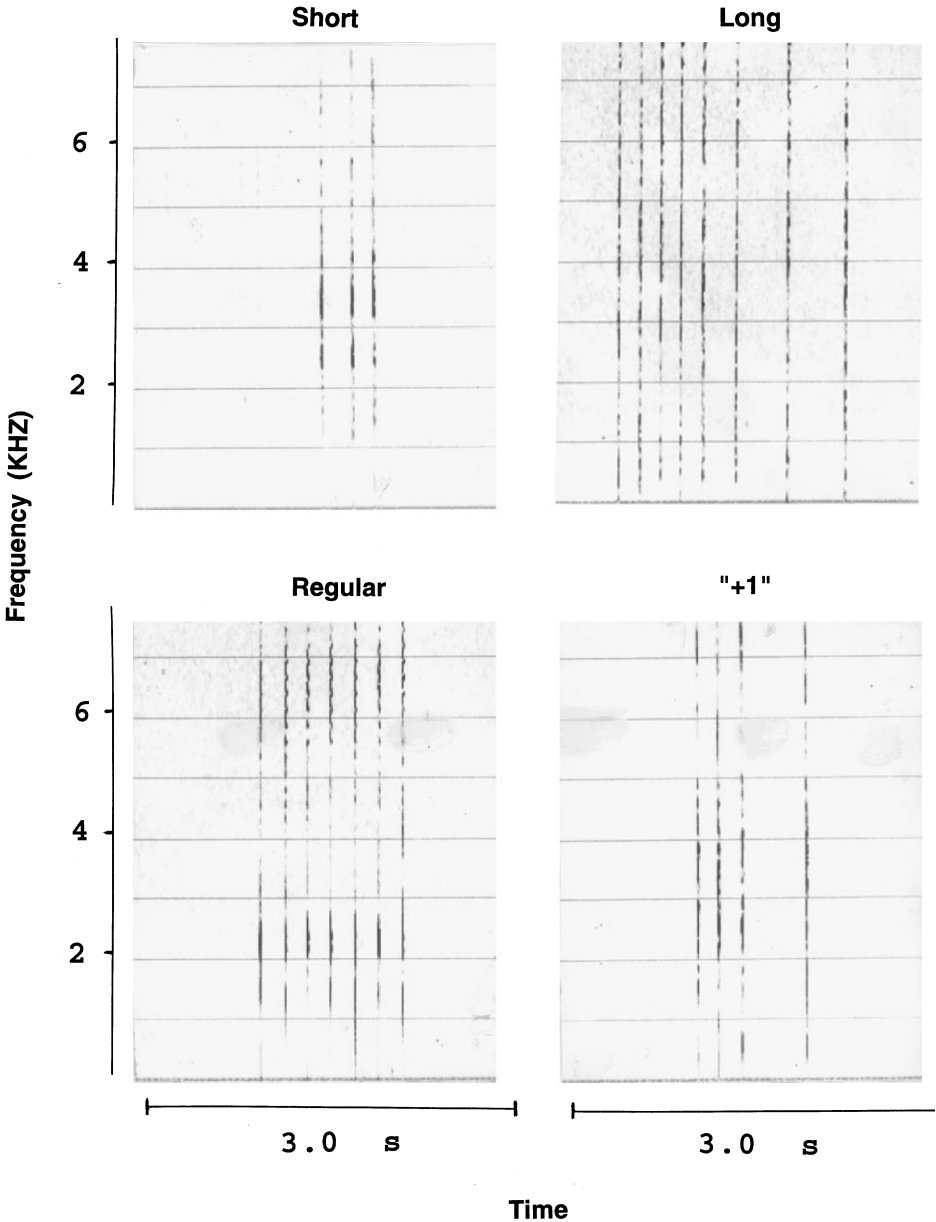 Short
Long
6
4
2
Frequency (KHZ)
Regular
"+1"
6
4
2
3.0 s
3.0 s
Time